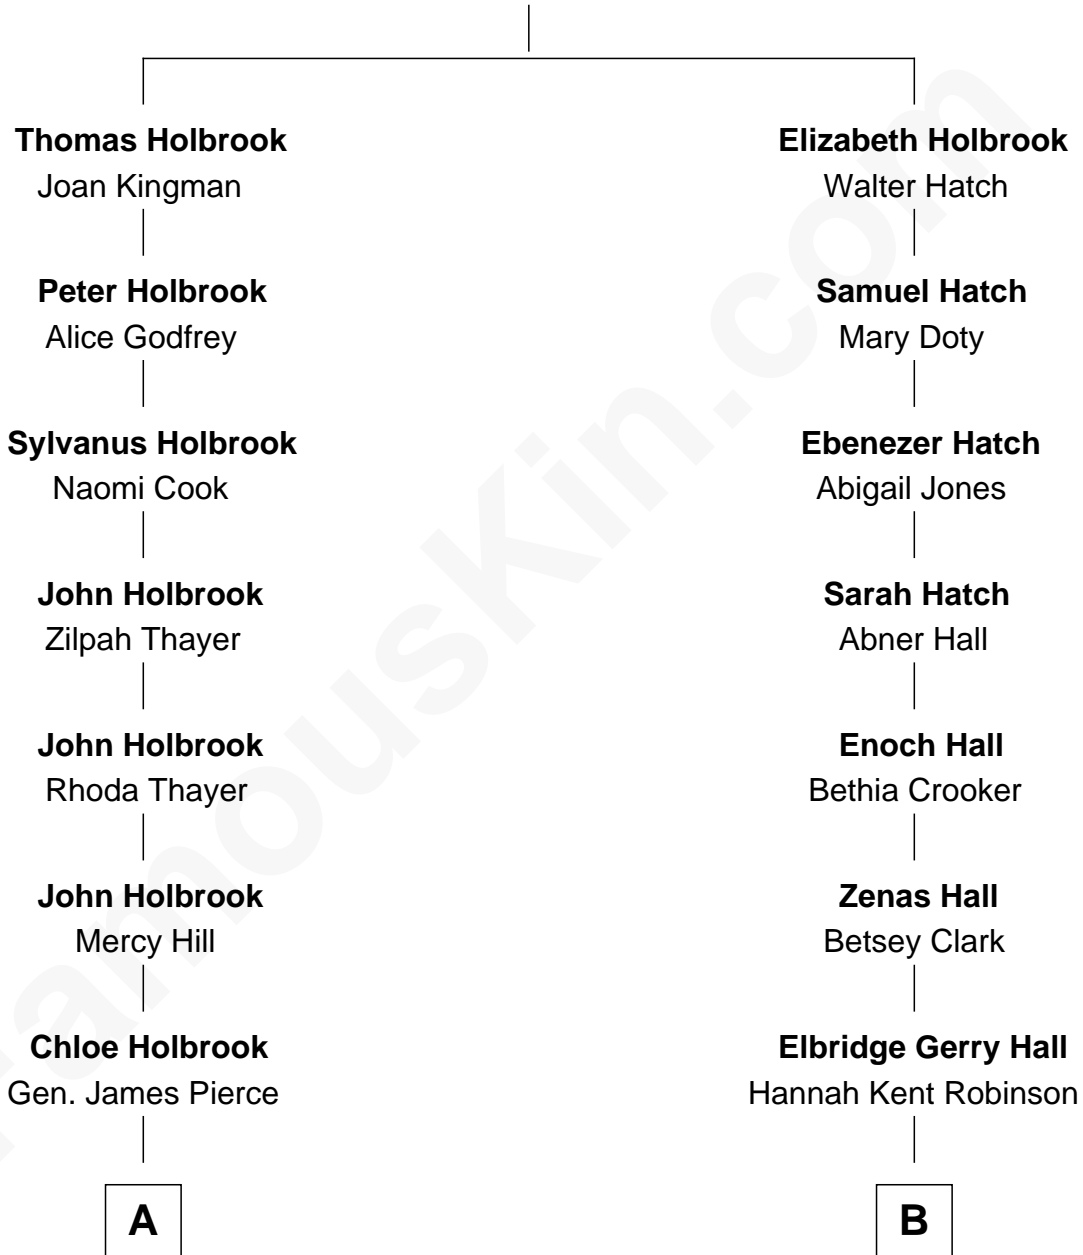 Thomas Holbrook
Joan Kingman
Peter Holbrook
Alice Godfrey
Sylvanus Holbrook
Naomi Cook
John Holbrook
Zilpah Thayer
John Holbrook
Rhoda Thayer
John Holbrook
Mercy Hill
Chloe Holbrook
Gen. James Pierce
A
Elizabeth Holbrook
Walter Hatch
Samuel Hatch
Mary Doty
Ebenezer Hatch
Abigail Jones
Sarah Hatch
Abner Hall
Enoch Hall
Bethia Crooker
Zenas Hall
Betsey Clark
Elbridge Gerry Hall
Hannah Kent Robinson
B
FamousKin.com